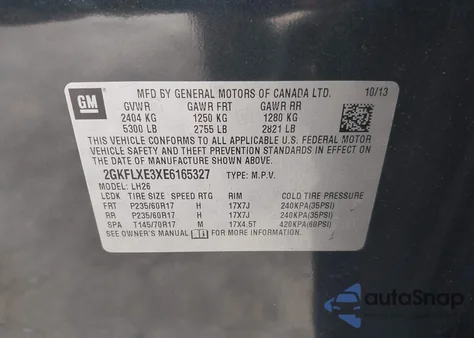 GM
MFD BY GENERAL MOTORS OF CANADA LTD. 10/13
GVWR GAWR FRT GAWR RR
2404 KG 1250 KG 1280 KG
5300 LB 2755 LB 2821 LB
THIS VEHICLE CONFORMS TO ALL APPLICABLE U.S. FEDERAL MOTOR
VEHICLE SAFETY AND THEFT PREVENTION STANDARDS IN EFFECT ON
THE DATE OF MANUFACTURE SHOWN ABOVE.
2GKFLXE3XE6165327 TYPE: M.P.V.
MODEL: LH26
LCDK TIRE SIZE SPEED RTG RIM COLD TIRE PRESSURE
FRT P235/60R17 H 17X7J 240KPA(35PSI)
RR P235/60R17 H 17X7J 240KPA(35PSI)
SPA T145/70R17 M 17X4.5T 420KPA(60PSI)
SEE OWNER'S MANUAL FOR MORE INFORMATION.
autoSnap